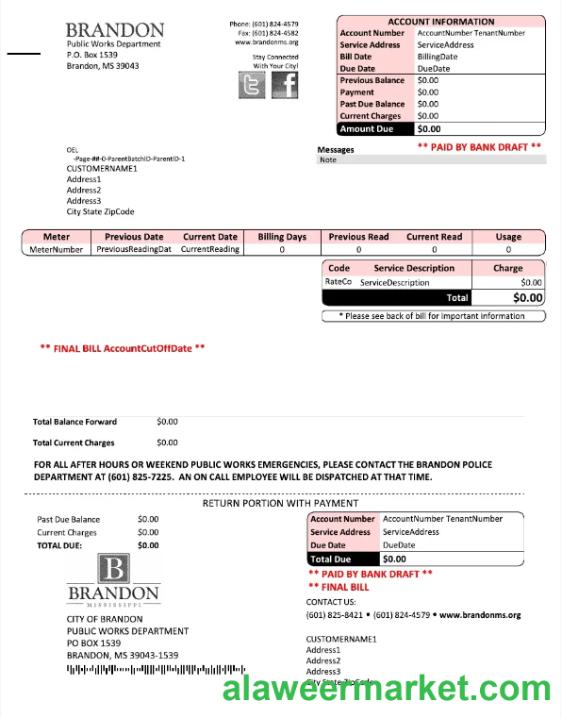 BRANDON
Public Works Department
P.O. Box 1539
Brandon, MS 39043
Phone: (601) 824-4579
Fax: (601) 824-4582
www.brandonms.org
Stay Connected
With Your City!
ACCOUNT INFORMATION
Account Number AccountNumber TenantNumber
Service Address ServiceAddress
Bill Date BillingDate
Due Date DueDate
Previous Balance $0.00
Payment $0.00
Past Due Balance $0.00
Current Charges $0.00
Amount Due $0.00
OEL
-Page-##-0-ParentBatchID-ParentID-1
CUSTOMERNAME1
Address1
Address2
Address3
City State ZipCode
Messages ** PAID BY BANK DRAFT **
Note
Meter Previous Date Current Date Billing Days Previous Read Current Read Usage
MeterNumber PreviousReadingDat CurrentReading 0 0 0 0
Code Service Description Charge
RateCo ServiceDescription $0.00
Total $0.00
* Please see back of bill for important information
** FINAL BILL AccountCutOffDate **
Total Balance Forward $0.00
Total Current Charges $0.00
FOR ALL AFTER HOURS OR WEEKEND PUBLIC WORKS EMERGENCIES, PLEASE CONTACT THE BRANDON POLICE
DEPARTMENT AT (601) 825-7225. AN ON CALL EMPLOYEE WILL BE DISPATCHED AT THAT TIME.
RETURN PORTION WITH PAYMENT
Past Due Balance $0.00
Current Charges $0.00
TOTAL DUE: $0.00
B
BRANDON
MISSISSIPPI
CITY OF BRANDON
PUBLIC WORKS DEPARTMENT
PO BOX 1539
BRANDON, MS 39043-1539
Account Number AccountNumber TenantNumber
Service Address ServiceAddress
Due Date DueDate
Total Due $0.00
** PAID BY BANK DRAFT **
** FINAL BILL
CONTACT US:
(601) 825-8421 • (601) 824-4579 • www.brandonms.org
CUSTOMERNAME1
Address1
Address2
Address3
City State ZipCode
alaweermarket.com